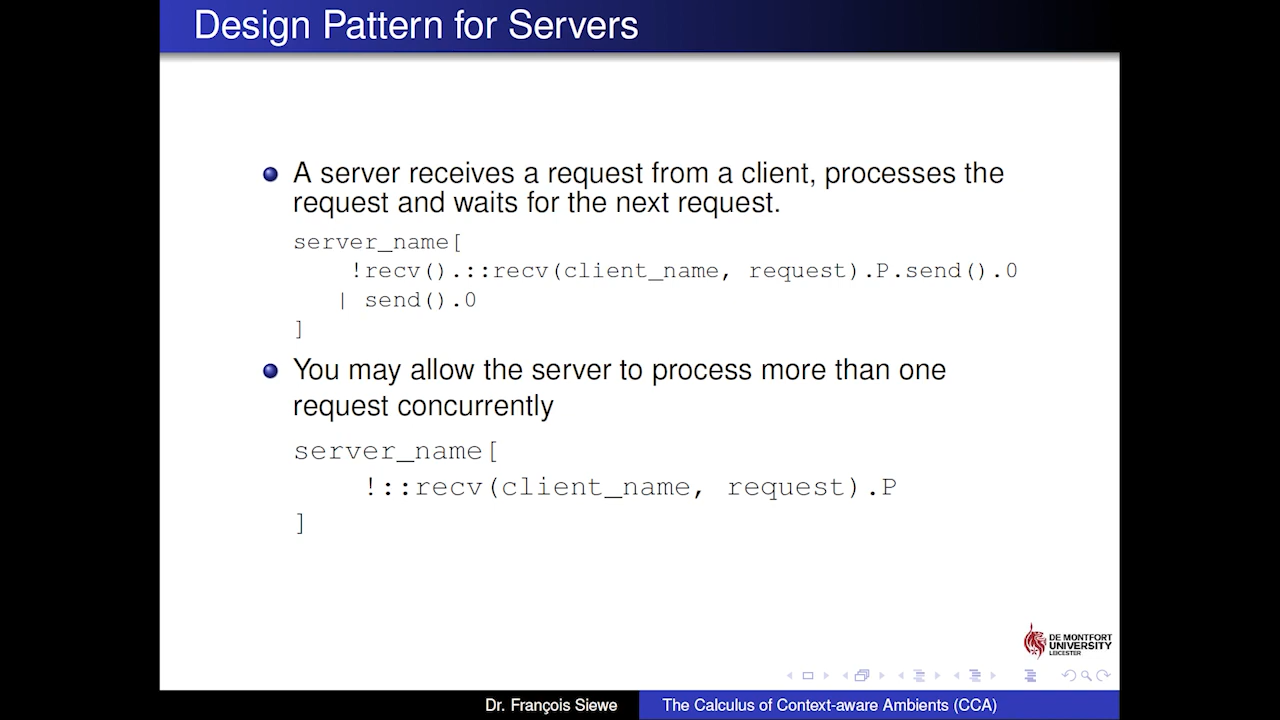 Design Pattern for Servers
A server receives a request from a client, processes the
request and waits for the next request.
server_name[
!recv().::recv(client_name, request).P.send().0
| send().0
]
You may allow the server to process more than one
request concurrently
server_name[
!::recv(client_name, request).P
]
DE MONTFORT
UNIVERSITY
LEICESTER
Dr. François Siewe
The Calculus of Context-aware Ambients (CCA)